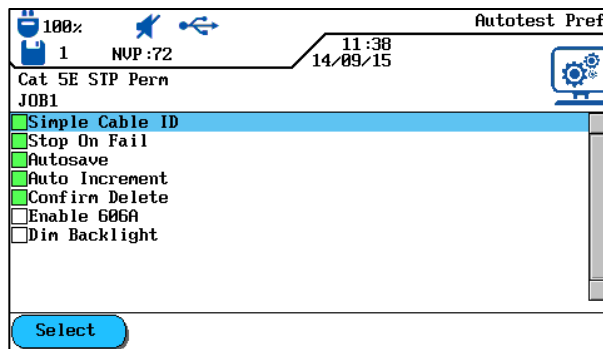 100% Autotest Pref
1 NVP:72 11:38
14/09/15
Cat 5E STP Perm
JOB1
Simple Cable ID
Stop On Fail
Autosave
Auto Increment
Confirm Delete
Enable 606A
Dim Backlight
Select